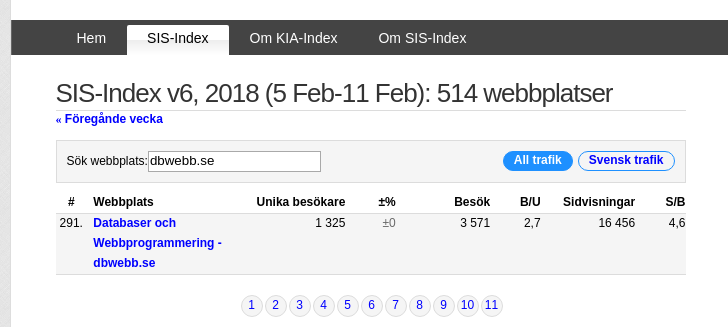 Hem SIS-Index Om KIA-Index Om SIS-Index
SIS-Index v6, 2018 (5 Feb-11 Feb): 514 webbplatser
« Föregånde vecka
Sök webbplats: dbwebb.se All trafik Svensk trafik
# Webbplats Unika besökare ±% Besök B/U Sidvisningar S/B
291. Databaser och 1 325 ±0 3 571 2,7 16 456 4,6
Webbprogrammering -
dbwebb.se
1 2 3 4 5 6 7 8 9 10 11